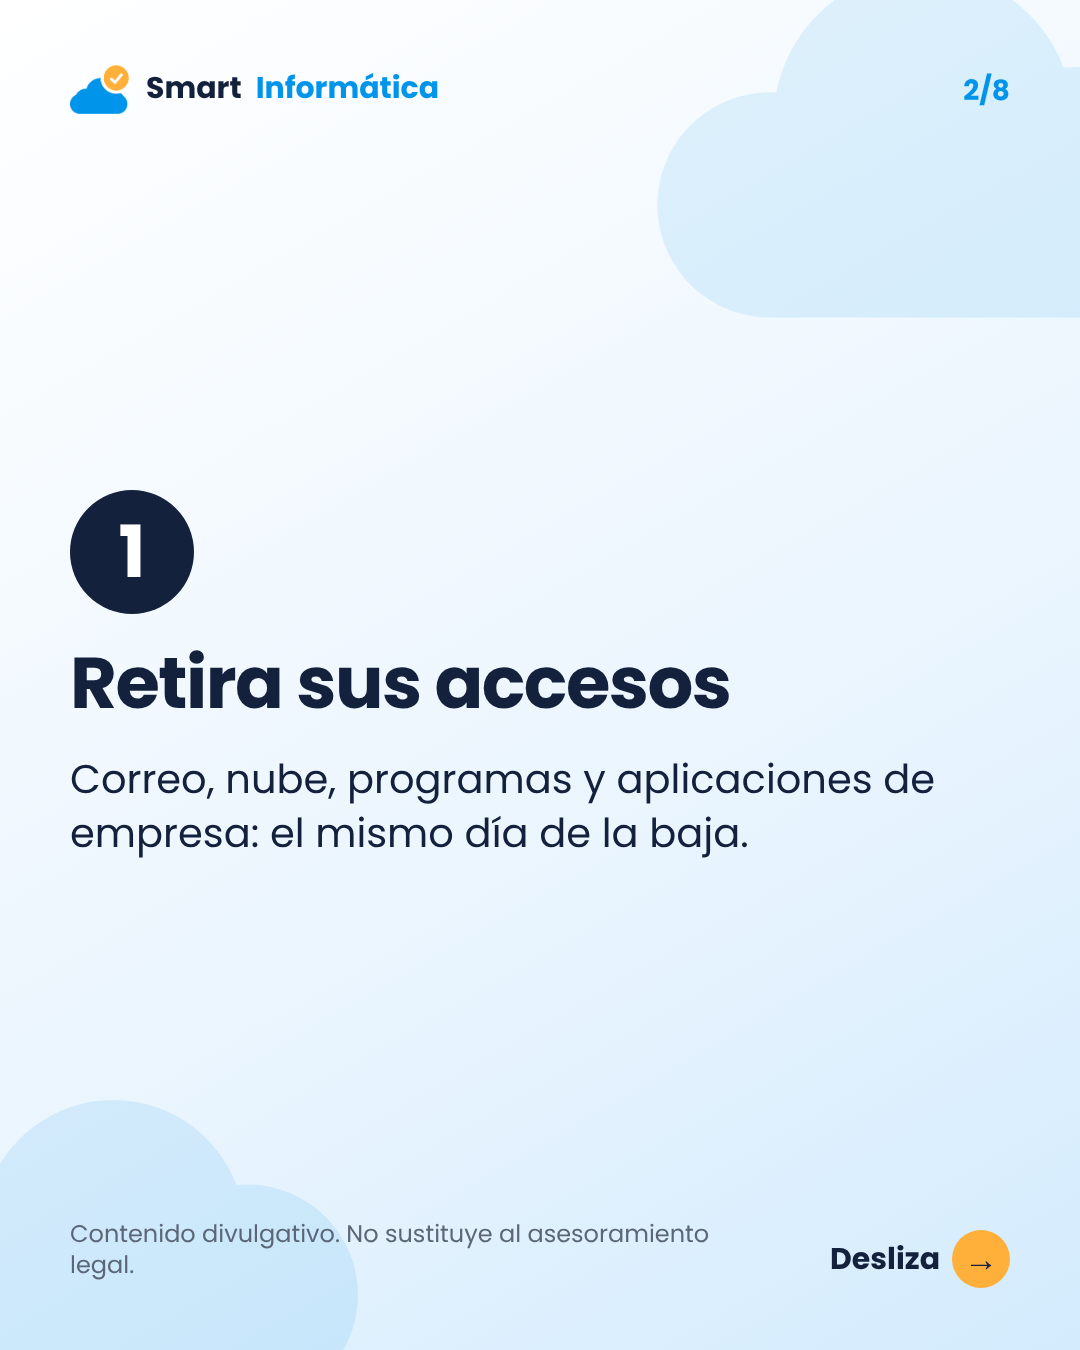 Smart Informática
2/8
1
Retira sus accesos
Correo, nube, programas y aplicaciones de
empresa: el mismo día de la baja.
Contenido divulgativo. No sustituye al asesoramiento
legal.
Desliza →